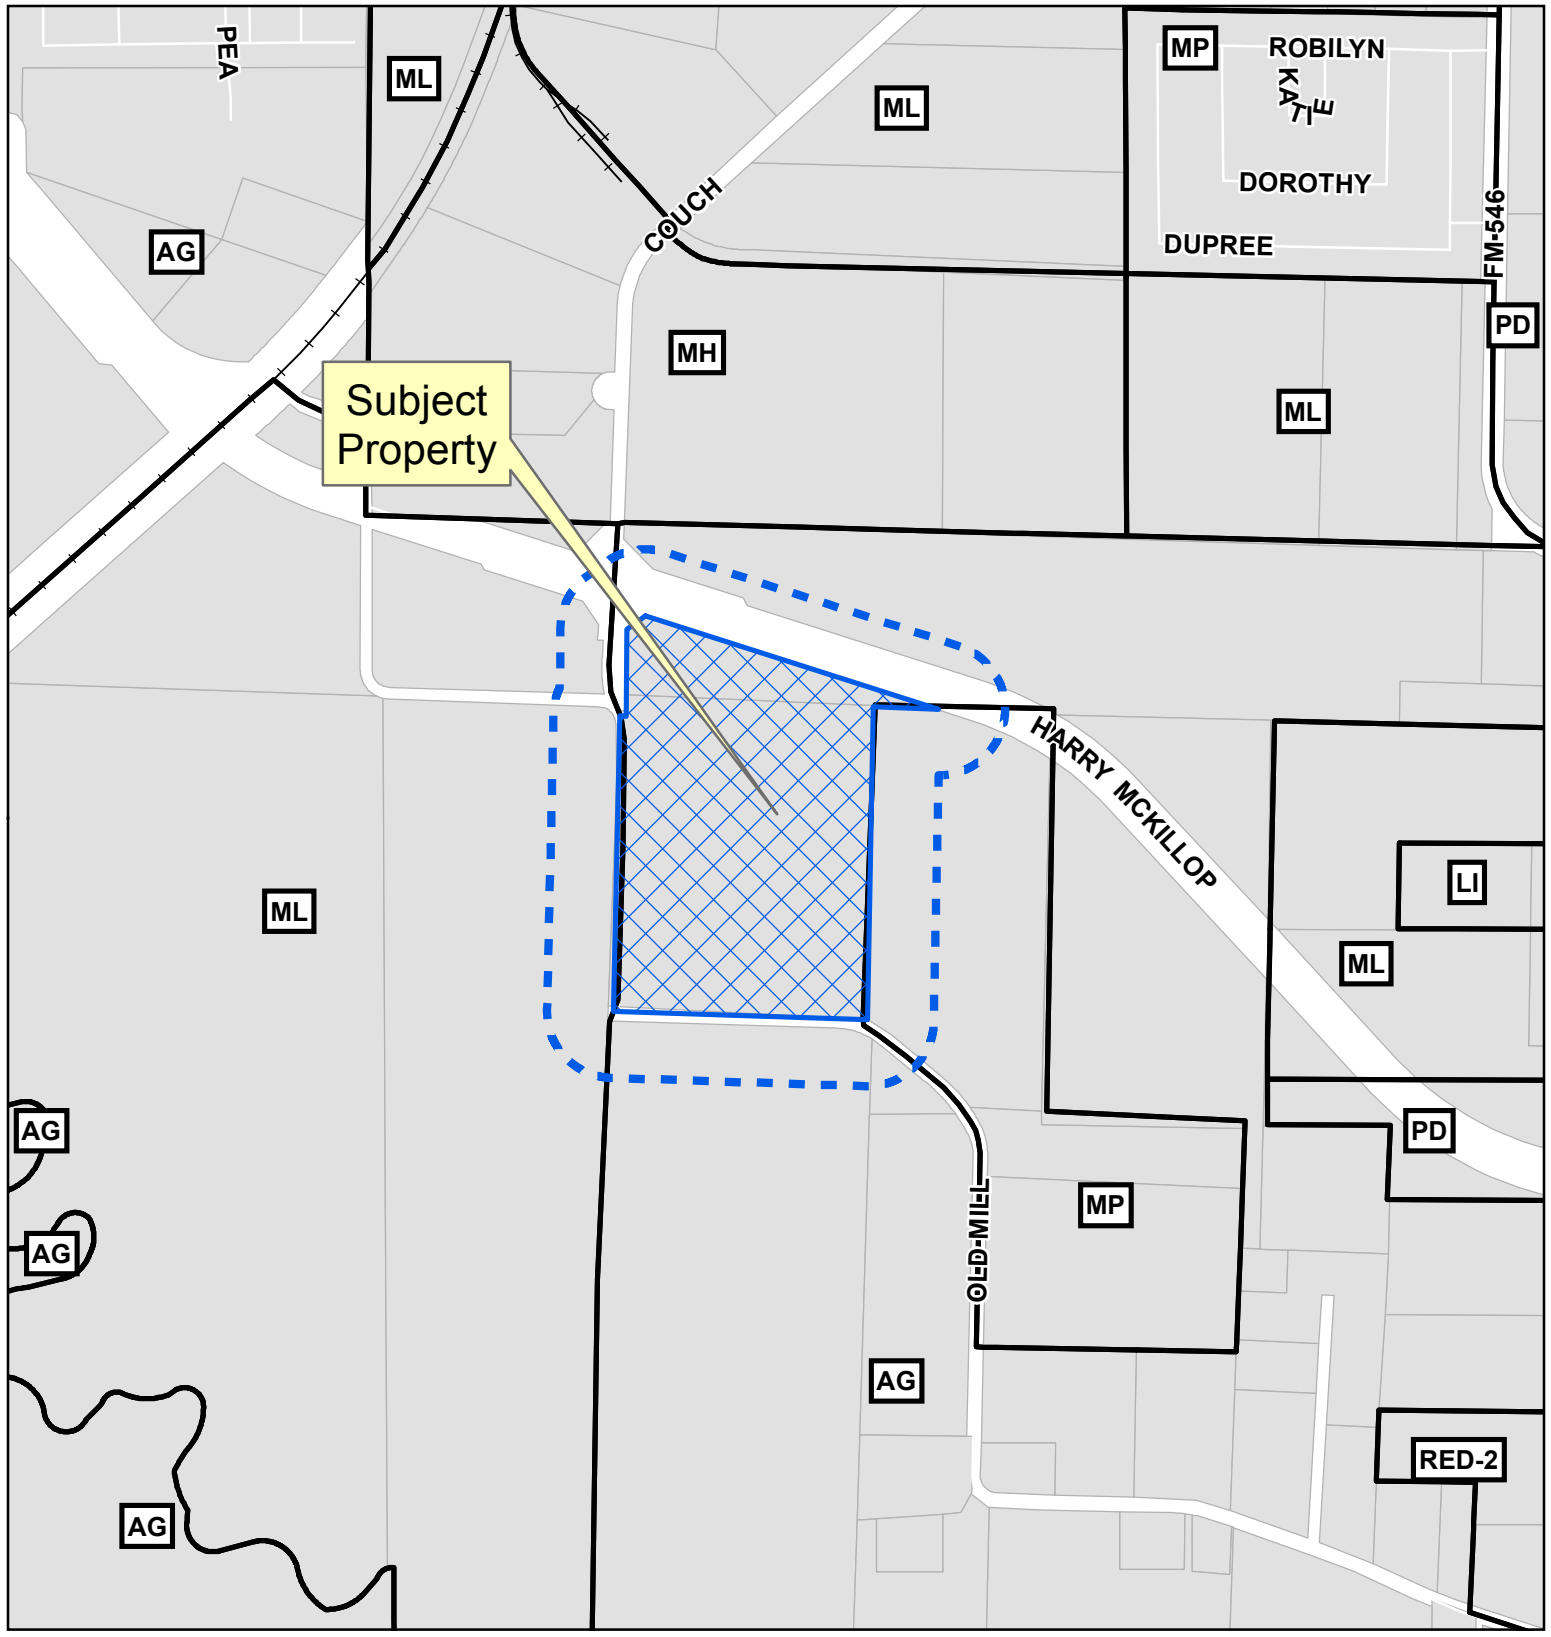 PEA
ML
MP
ROBILYN
KATIE
ML
DOROTHY
COUCH
FM-546
DUPREE
AG
PD
MH
Subject
Property
ML
HARRY MCKILLOP
LI
ML
ML
AG
PD
MP
OLD-MILL
AG
AG
RED-2
AG